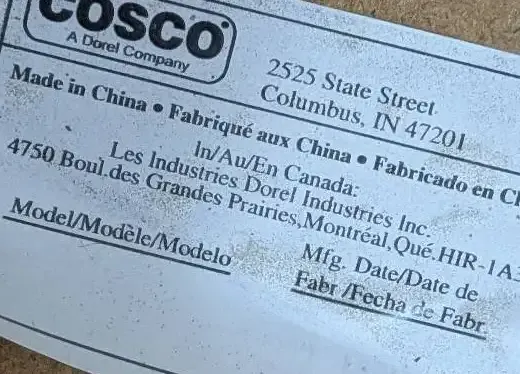 COSCO
A Dorel Company
2525 State Street
Columbus, IN 47201
Made in China • Fabriqué aux China • Fabricado en
In/Au/En Canada:
Les Industries Dorel Industries Inc.
4750 Boul.des Grandes Prairies,Montréal,Qué.HIR-1A3
Model/Modèle/Modelo
Mfg. Date/Date de
Fabr /Fecha de Fabr